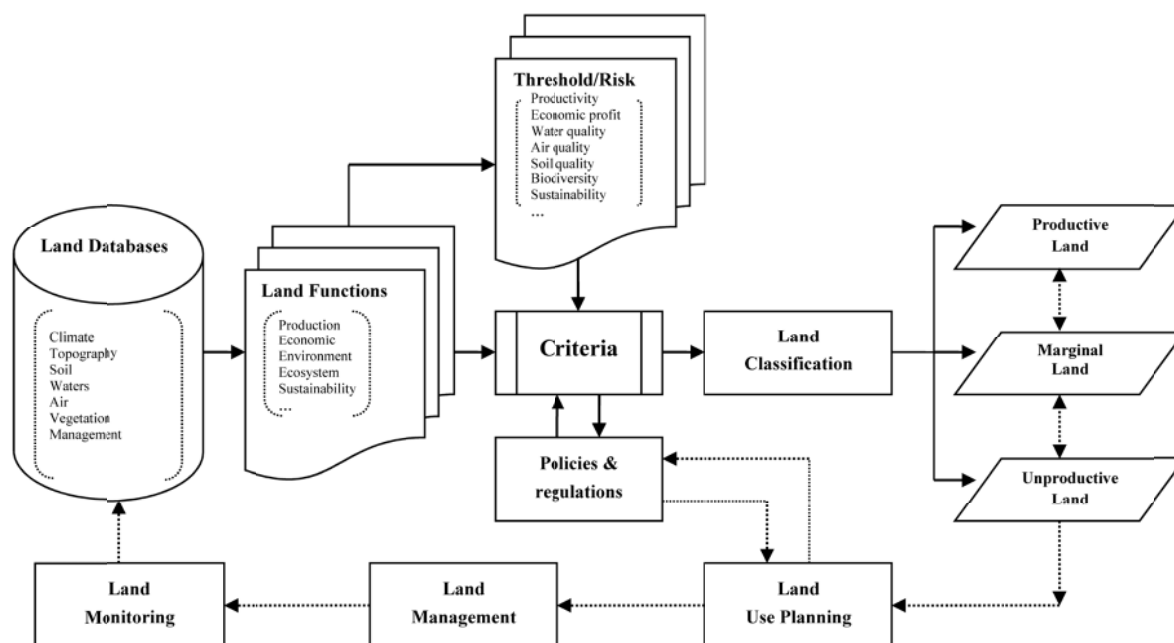 Threshold/Risk
Productivity
Economic profit
Water quality
Air quality
Soil quality
Biodiversity
Sustainability
...
Land Databases
Climate
Topography
Soil
Waters
Air
Vegetation
Management
Land Functions
Production
Economic
Environment
Ecosystem
Sustainability
...
Criteria
Land
Classification
Productive
Land
Marginal
Land
Unproductive
Land
Policies &
regulations
Land
Monitoring
Land
Management
Land
Use Planning